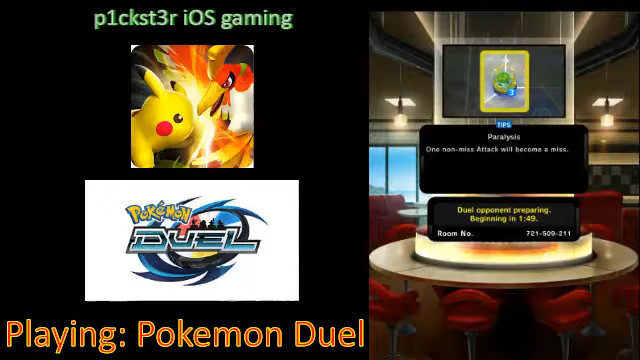 p1ckst3r iOS gaming
POKéMON
DUEL
Playing: Pokemon Duel
3
TIPS
Paralysis
One non-miss Attack will become a miss.
Duel opponent preparing.
Beginning in 1:49.
Room No. 721-509-211